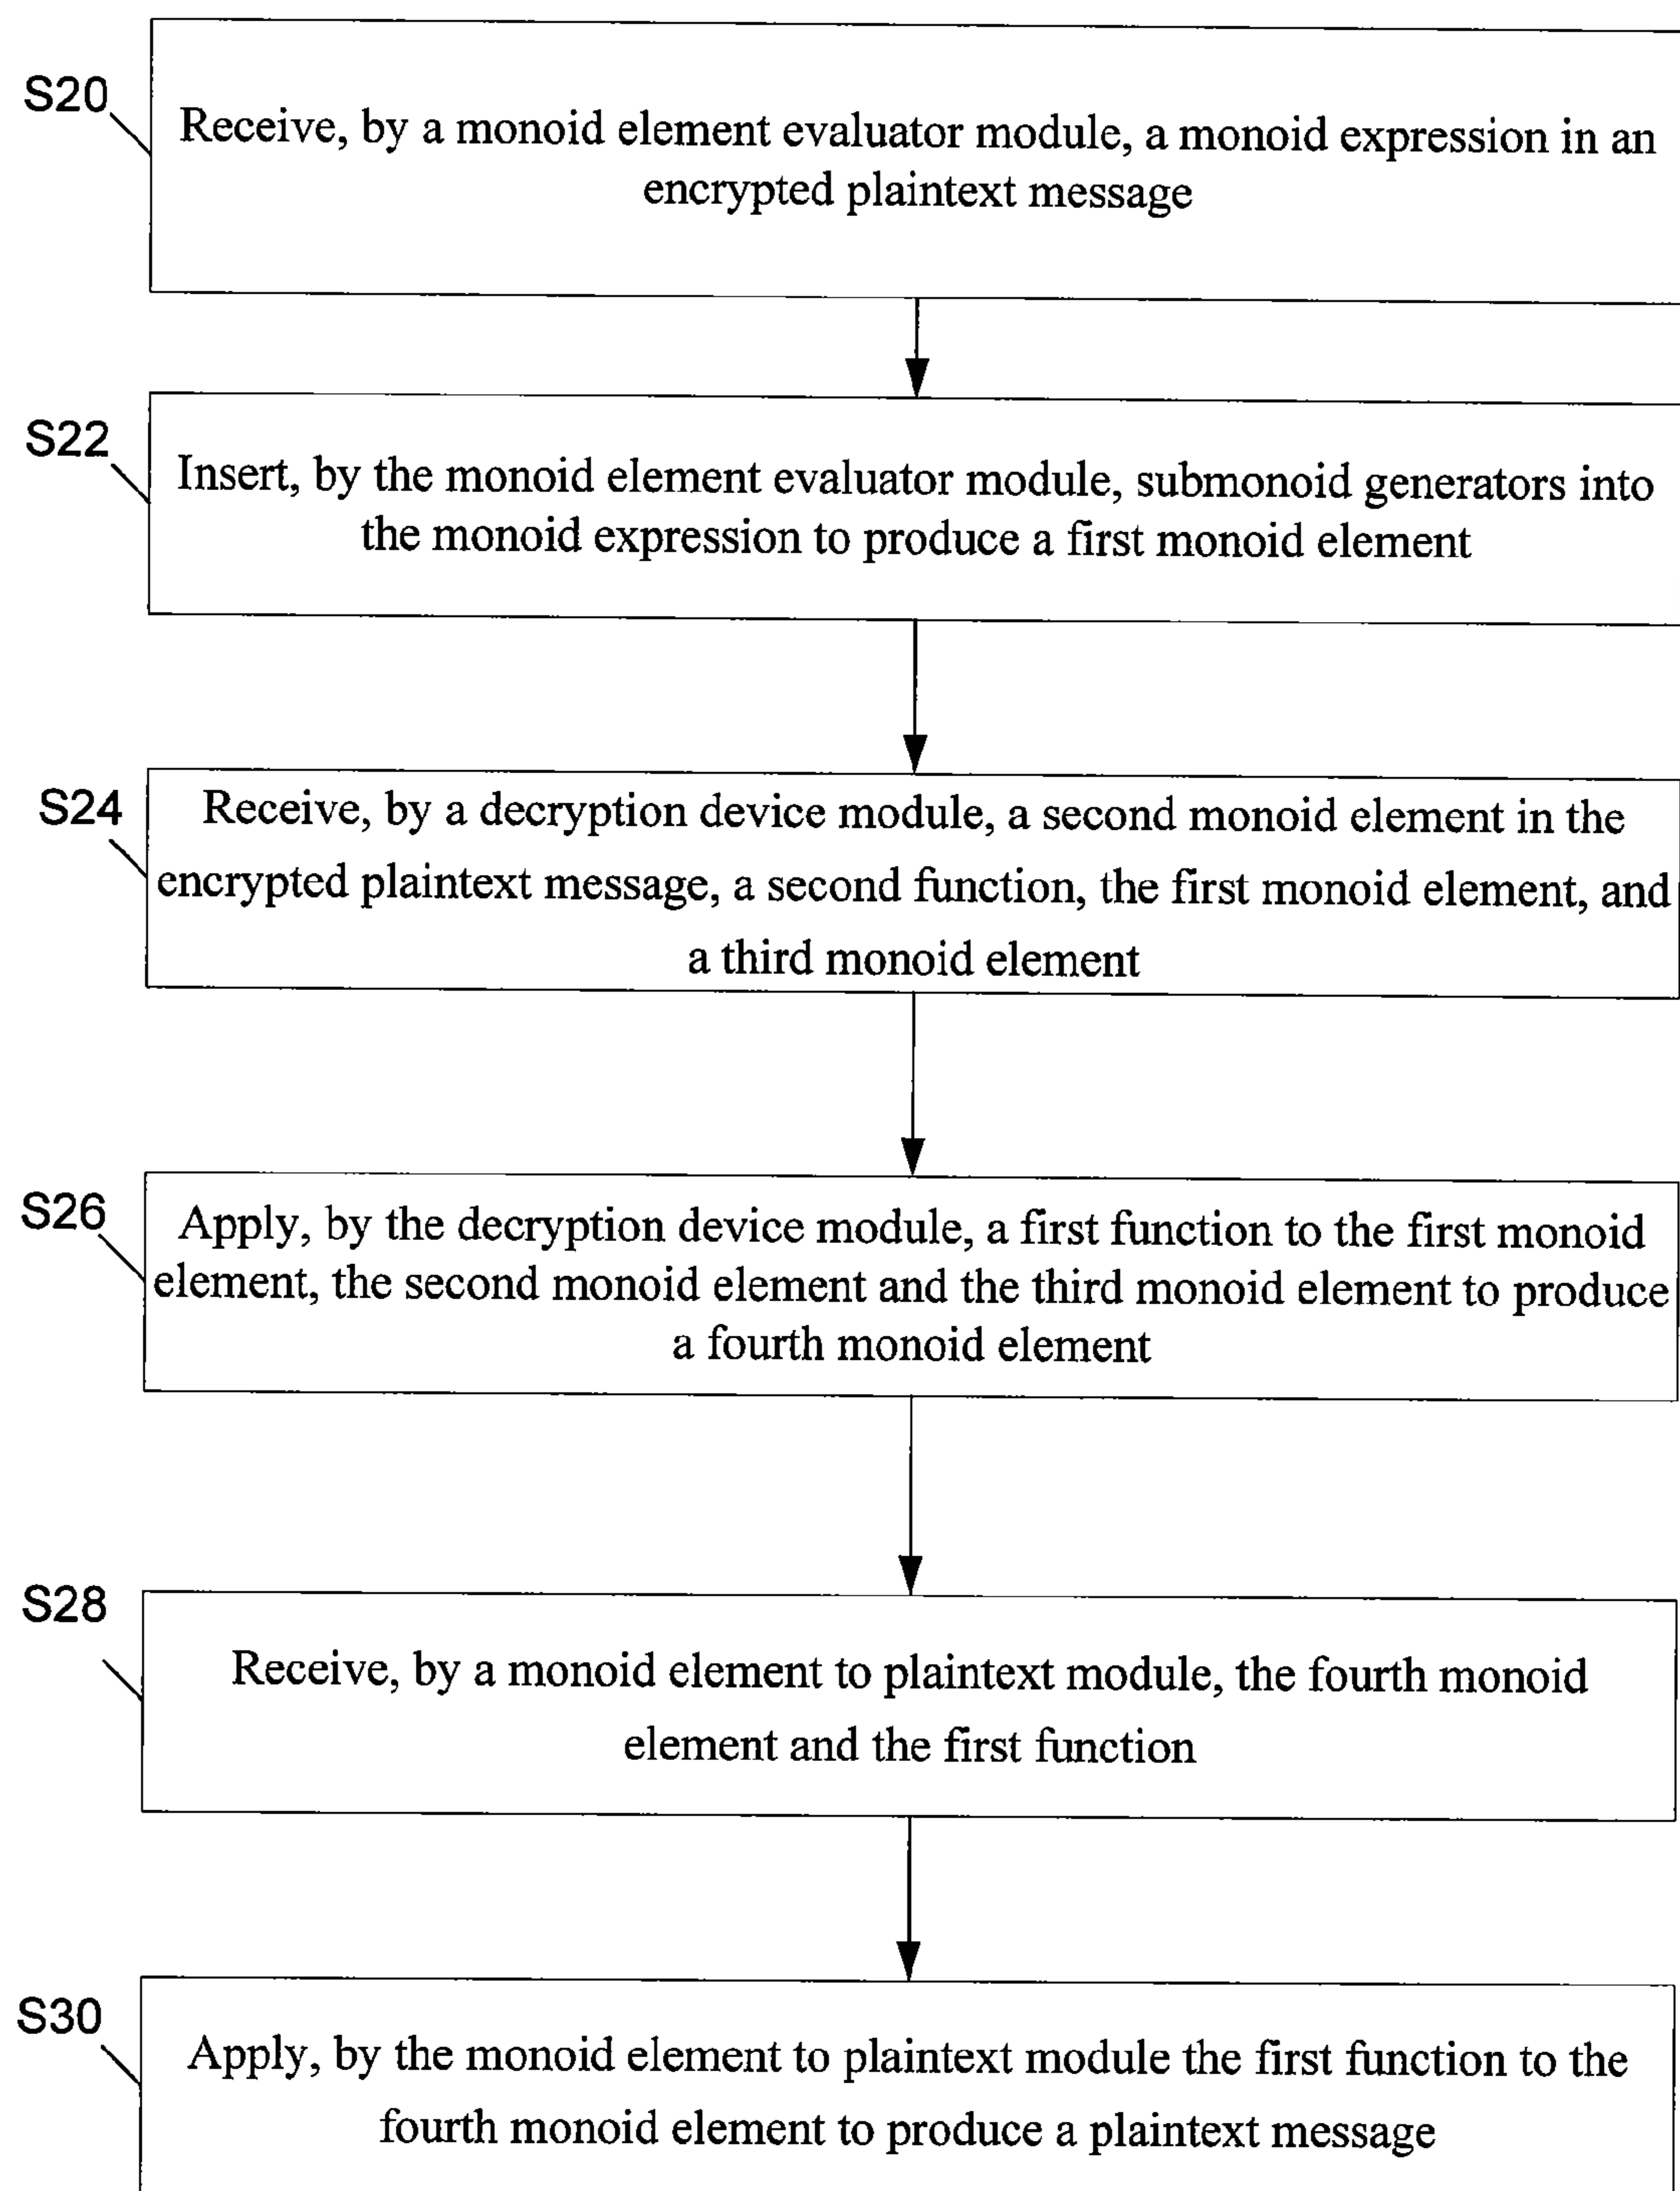 S20
Receive, by a monoid element evaluator module, a monoid expression in an
encrypted plaintext message
S22
Insert, by the monoid element evaluator module, submonoid generators into
the monoid expression to produce a first monoid element
S24
Receive, by a decryption device module, a second monoid element in the
encrypted plaintext message, a second function, the first monoid element, and
a third monoid element
S26
Apply, by the decryption device module, a first function to the first monoid
element, the second monoid element and the third monoid element to produce
a fourth monoid element
S28
Receive, by a monoid element to plaintext module, the fourth monoid
element and the first function
S30
Apply, by the monoid element to plaintext module the first function to the
fourth monoid element to produce a plaintext message